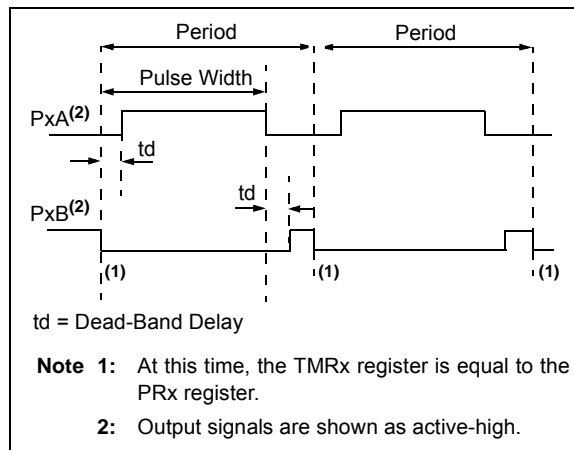 Period Period
Pulse Width
PxA(2)
td
td
PxB(2)
(1) (1) (1)
td = Dead-Band Delay
Note 1: At this time, the TMRx register is equal to the
PRx register.
2: Output signals are shown as active-high.